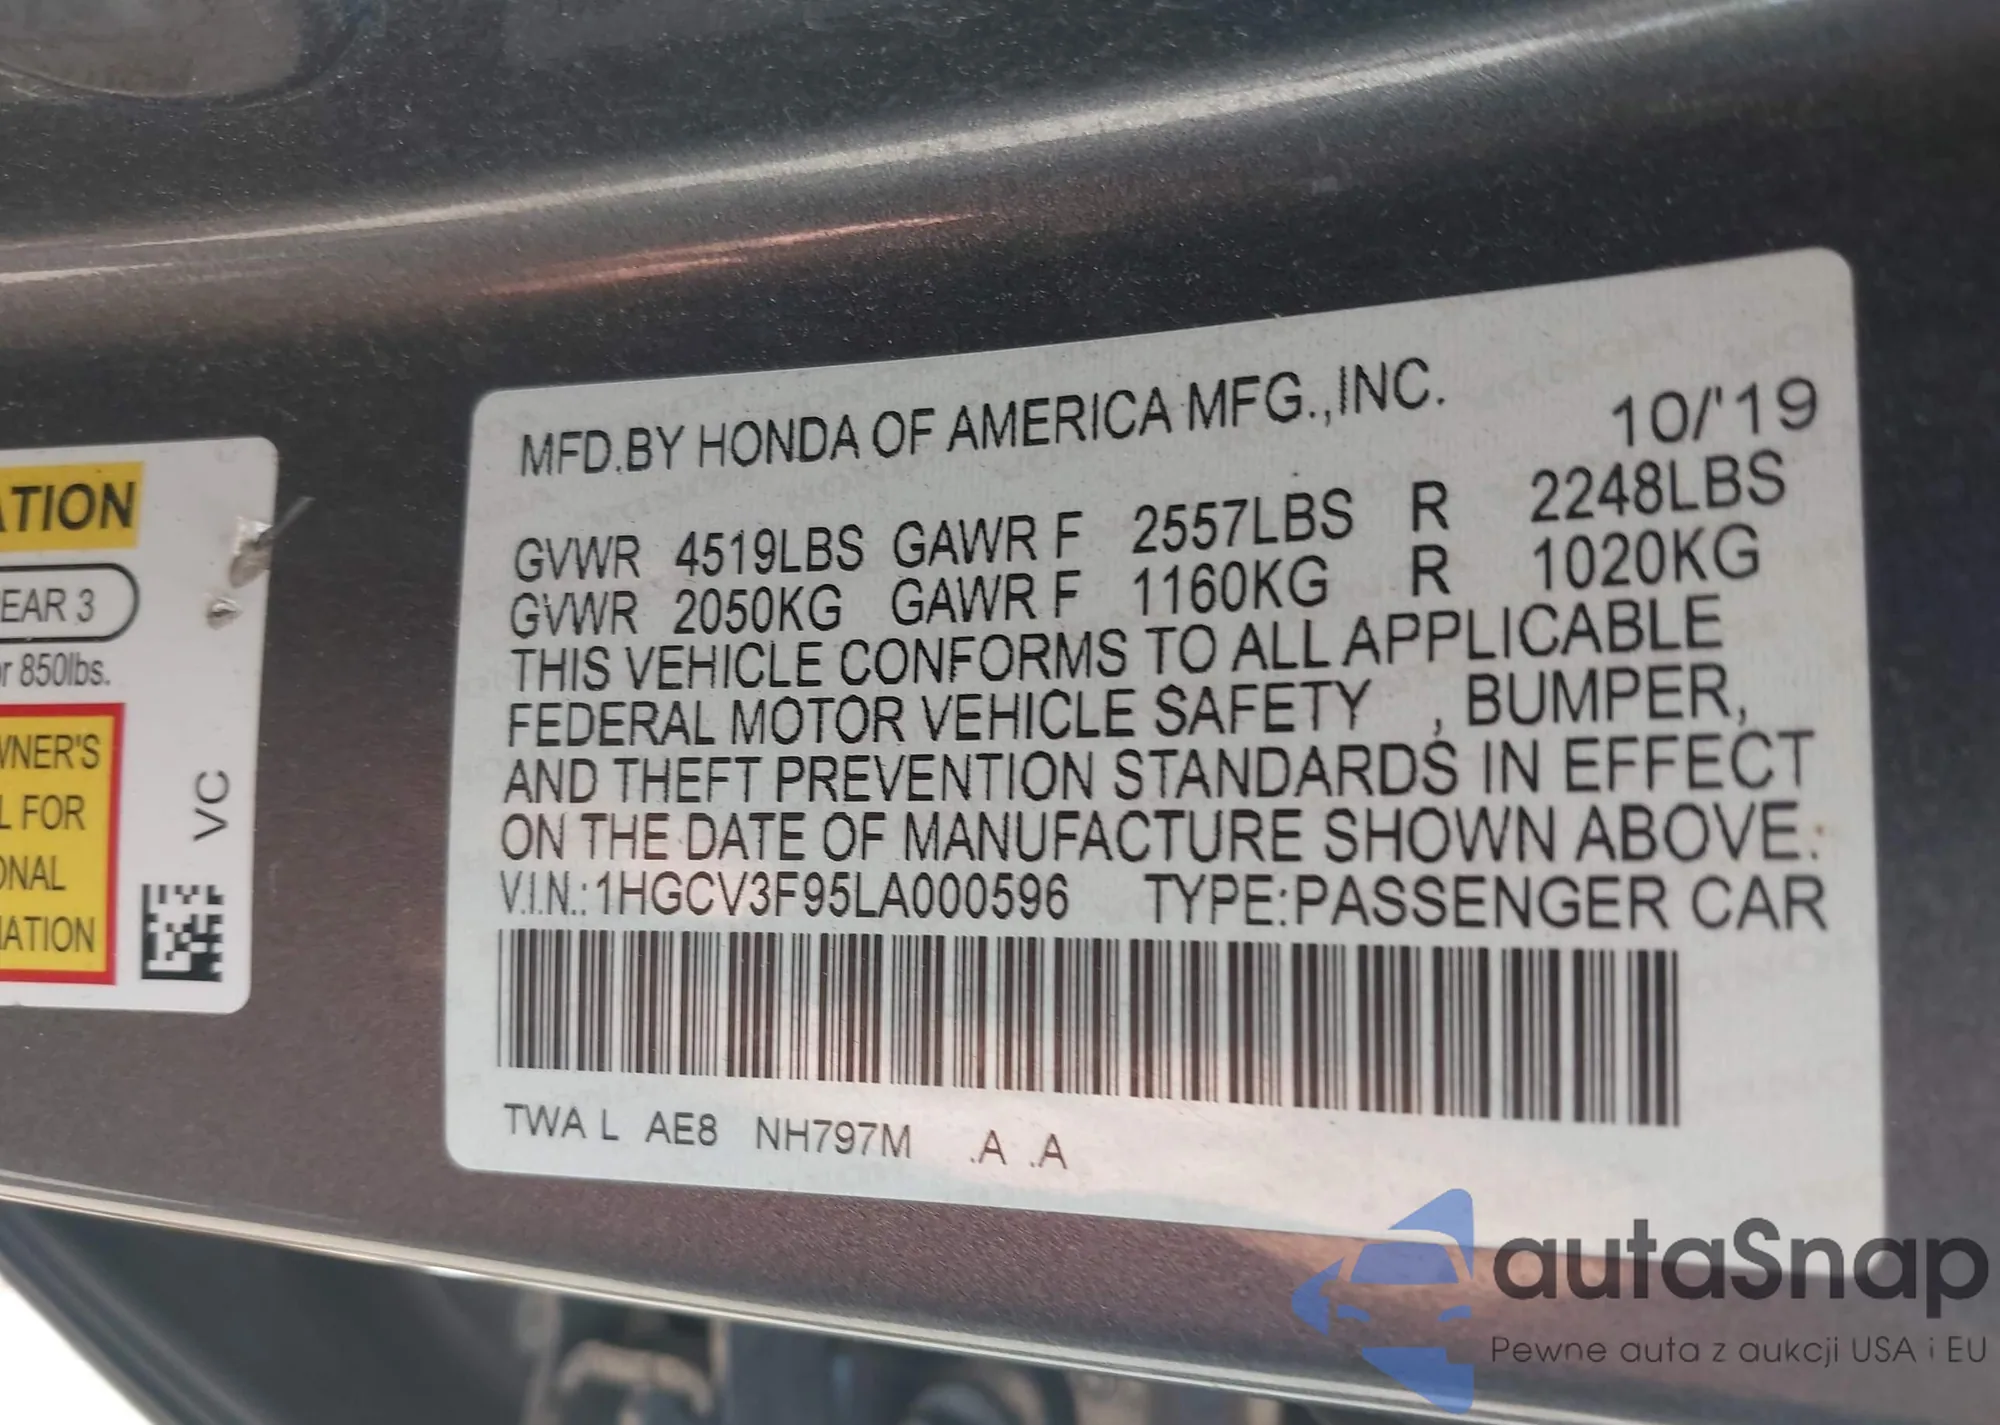 MFD.BY HONDA OF AMERICA MFG.,INC.
10/'19
GVWR 4519LBS GAWR F 2557LBS R 2248LBS
GVWR 2050KG GAWR F 1160KG R 1020KG
THIS VEHICLE CONFORMS TO ALL APPLICABLE
FEDERAL MOTOR VEHICLE SAFETY , BUMPER,
AND THEFT PREVENTION STANDARDS IN EFFECT
ON THE DATE OF MANUFACTURE SHOWN ABOVE.
V.I.N.: 1HGCV3F95LA000596 TYPE:PASSENGER CAR
TWA L AE8 NH797M .A .A
ATION
EAR 3
r 850lbs.
WNER'S
L FOR
ONAL
MATION
VC
autaSnap
Pewne auta z aukcji USA i EU